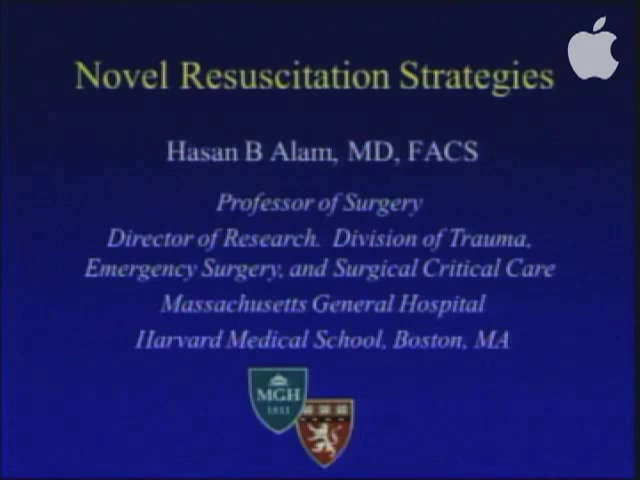 Novel Resuscitation Strategies
Hasan B Alam, MD, FACS
Professor of Surgery
Director of Research. Division of Trauma,
Emergency Surgery, and Surgical Critical Care
Massachusetts General Hospital
Harvard Medical School, Boston, MA
MGH
1811